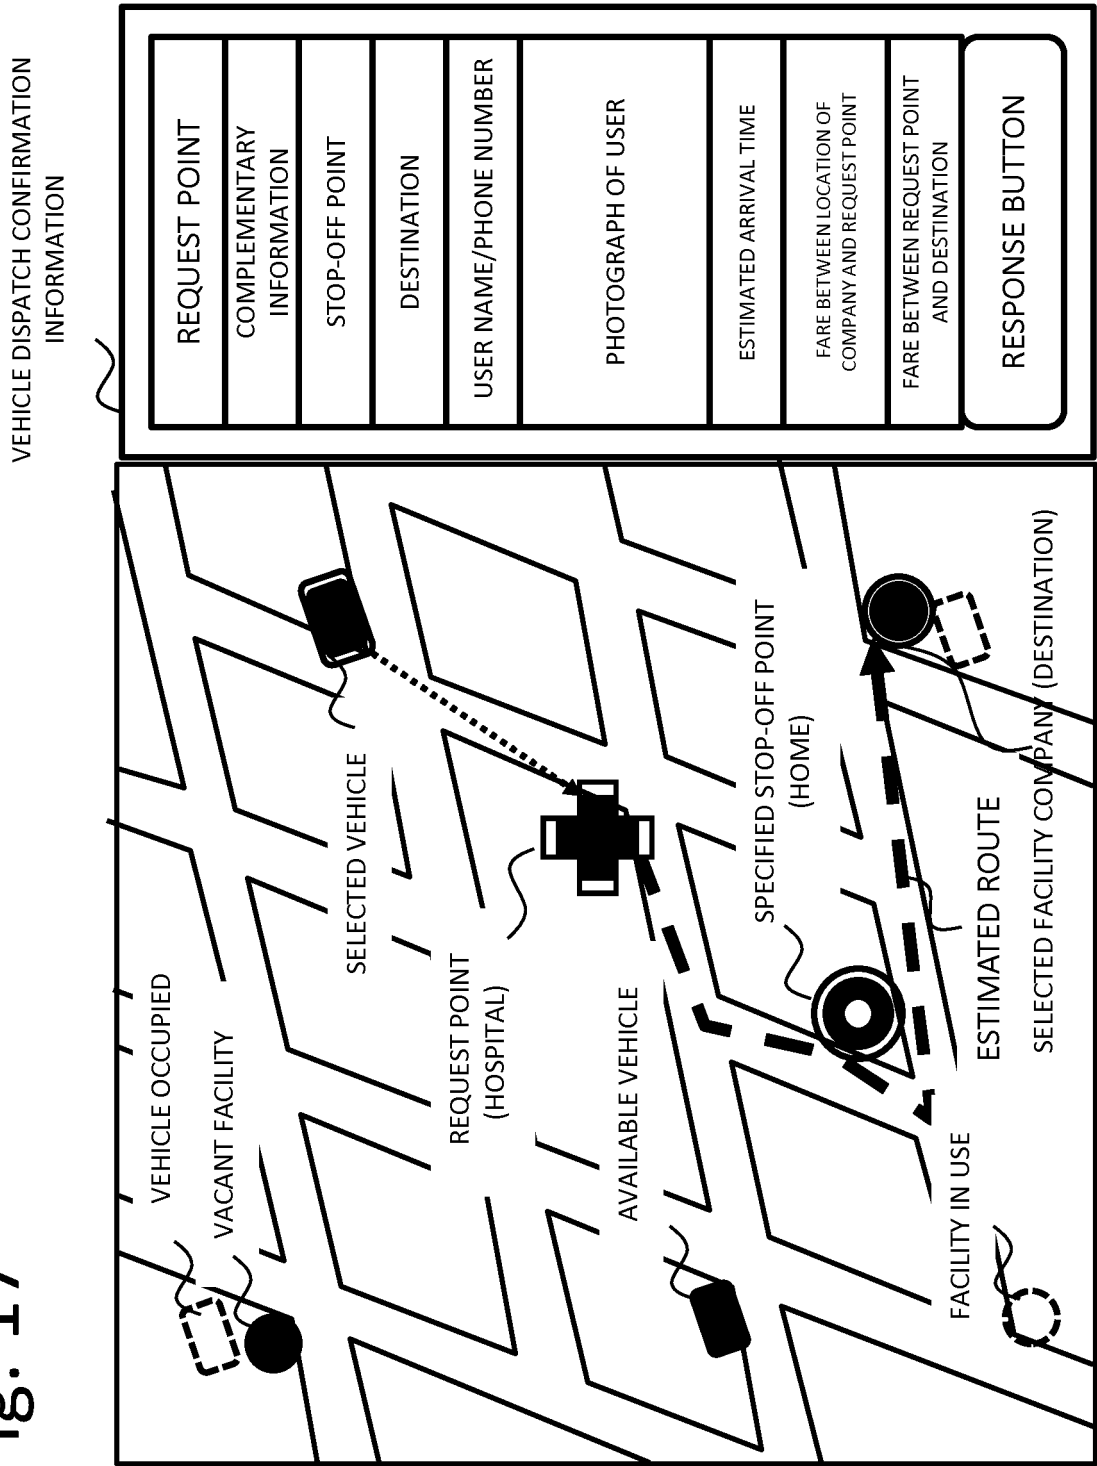 ig. 17
VEHICLE DISPATCH CONFIRMATION
INFORMATION
VEHICLE OCCUPIED
VACANT FACILITY
SELECTED VEHICLE
REQUEST POINT
(HOSPITAL)
AVAILABLE VEHICLE
SPECIFIED STOP-OFF POINT
(HOME)
FACILITY IN USE
ESTIMATED ROUTE
SELECTED FACILITY COMPANY (DESTINATION)
REQUEST POINT
COMPLEMENTARY
INFORMATION
STOP-OFF POINT
DESTINATION
USER NAME/PHONE NUMBER
PHOTOGRAPH OF USER
ESTIMATED ARRIVAL TIME
FARE BETWEEN LOCATION OF
COMPANY AND REQUEST POINT
FARE BETWEEN REQUEST POINT
AND DESTINATION
RESPONSE BUTTON